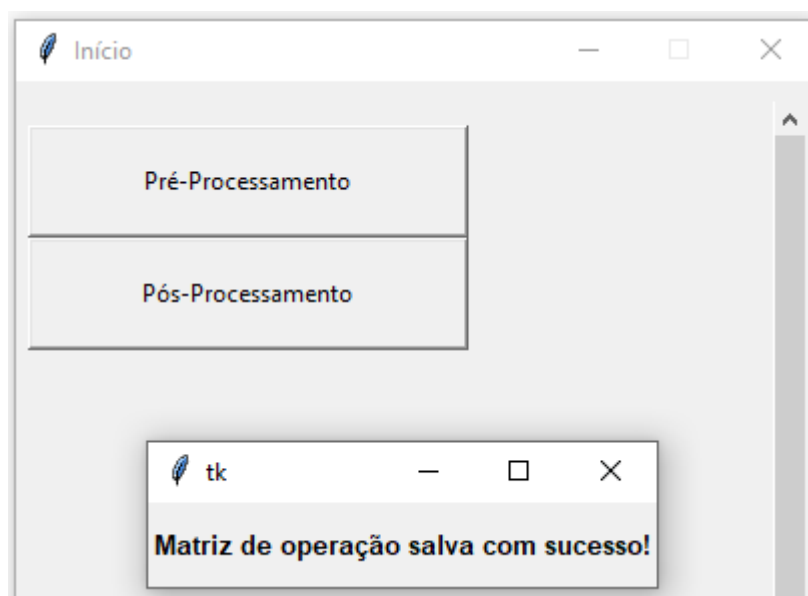 Início
Pré-Processamento
Pós-Processamento
tk
Matriz de operação salva com sucesso!